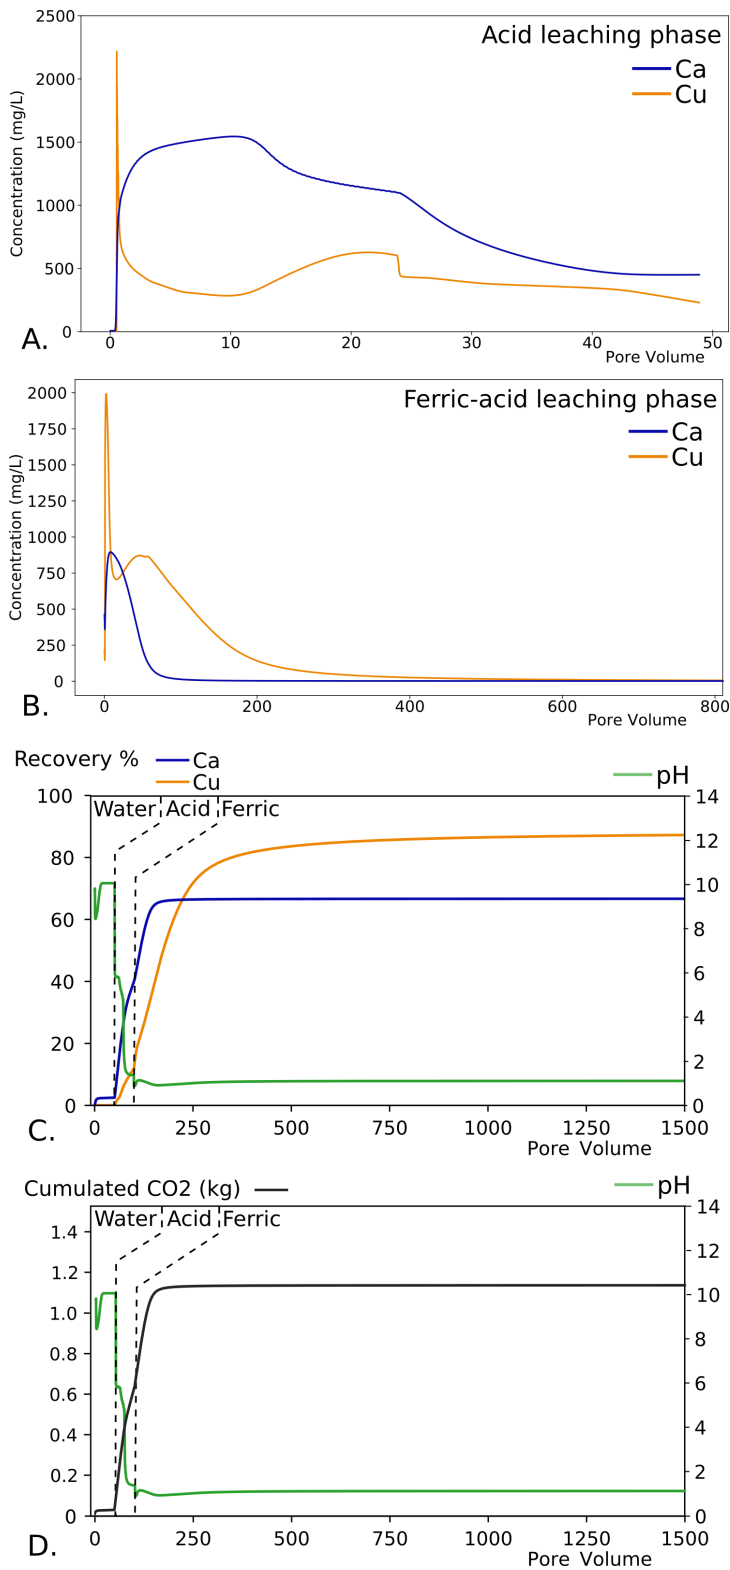 2500
Acid leaching phase
Ca
Cu
2000
1500
1000
500
0
Concentration (mg/L)
0 10 20 30 40 50
Pore Volume
A.
Ferric-acid leaching phase
Ca
Cu
2000
1750
1500
1250
1000
750
500
250
0
Concentration (mg/L)
0 200 400 600 800
Pore Volume
B.
Recovery % Ca
Cu
pH
Water Acid Ferric
100
80
60
40
20
0
14
12
10
8
6
4
2
0
0 250 500 750 1000 1250 1500
Pore Volume
C.
Cumulated CO2 (kg)
pH
Water Acid Ferric
1.4
1.2
1.0
0.8
0.6
0.4
0.2
0
14
12
10
8
6
4
2
0
0 250 500 750 1000 1250 1500
Pore Volume
D.